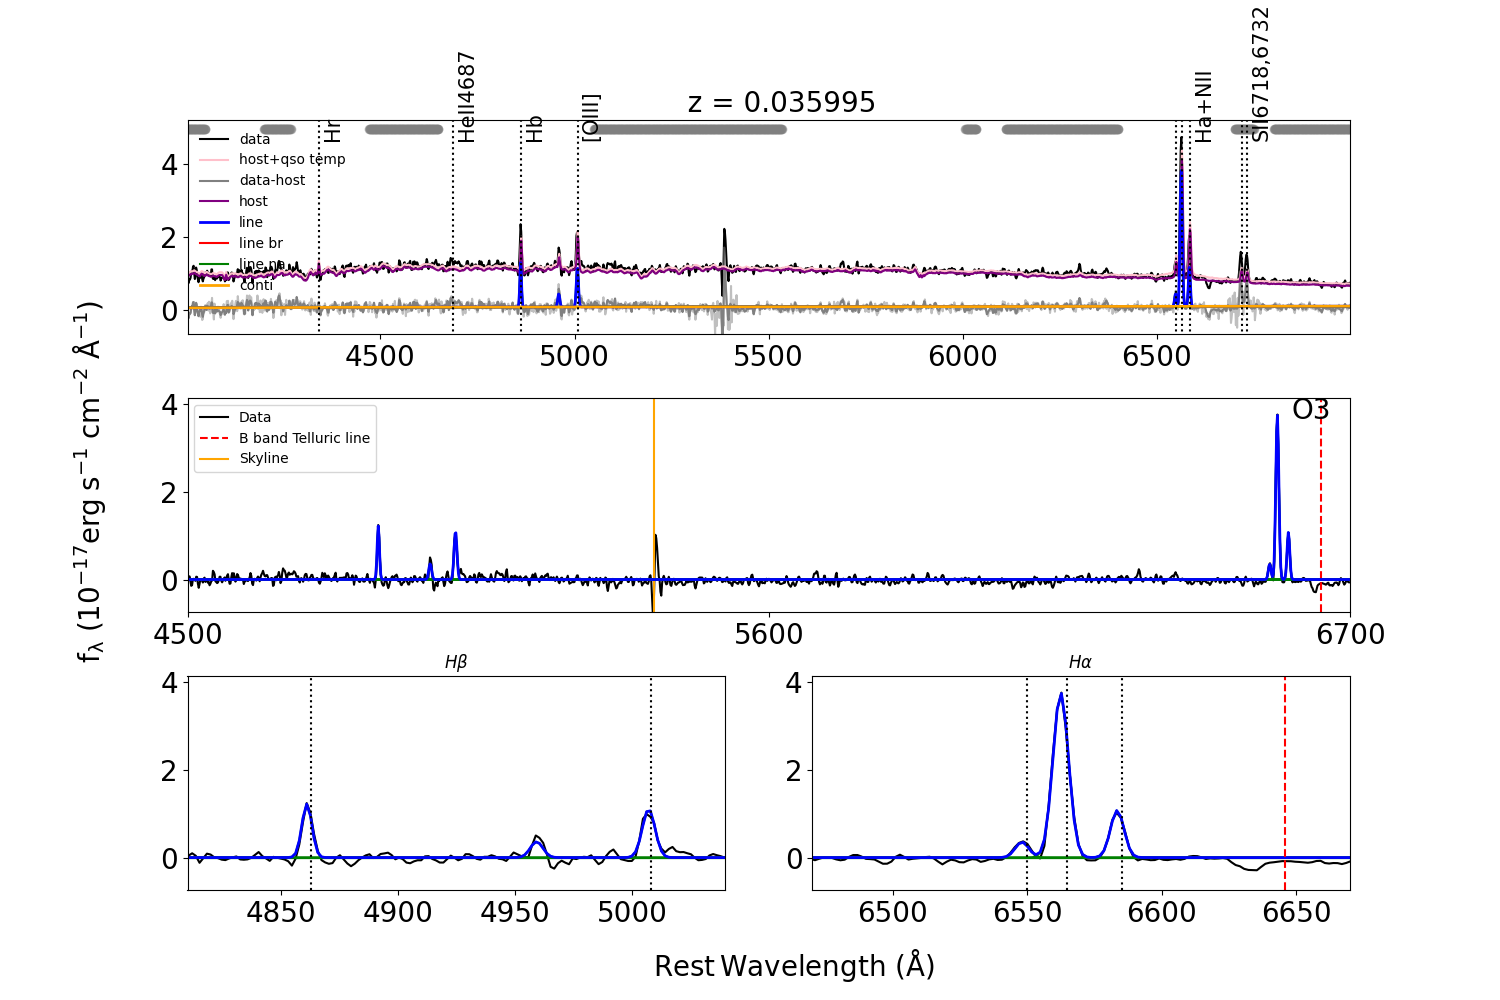 z = 0.035995
Hr
HeII4687
Hb
[OIII]
Ha+NII
SII6718,6732
data
host+qso temp
data-host
host
line
line br
line na
conti
4
2
0
4500
5000
5500
6000
6500
fλ (10⁻¹⁷erg s⁻¹ cm⁻² Å⁻¹)
Data
B band Telluric line
Skyline
O3
4
2
0
4500
5600
6700
Hβ
4
2
0
4850
4900
4950
5000
Hα
4
2
0
6500
6550
6600
6650
Rest Wavelength (Å)